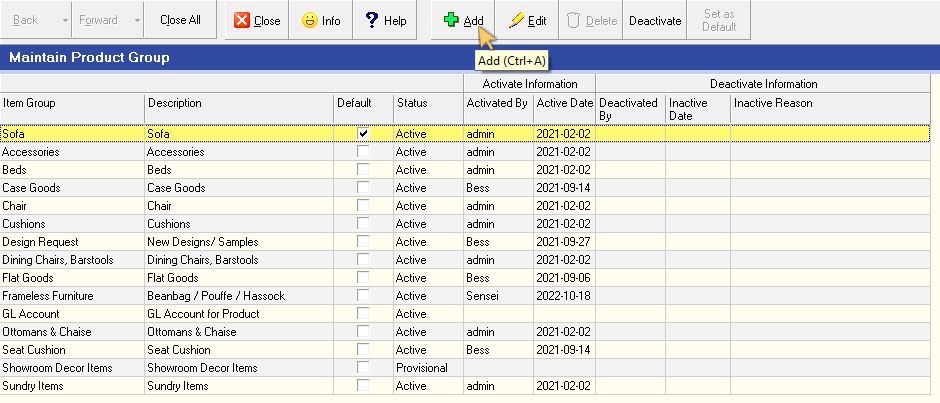 Back Forward Close All Close Info ? Help Add Edit Delete Deactivate Set as Default
Add (Ctrl+A)
Maintain Product Group
Activate Information Deactivate Information
Item Group Description Default Status Activated By Active Date Deactivated By Inactive Date Inactive Reason
Sofa Sofa Active admin 2021-02-02
Accessories Accessories Active admin 2021-02-02
Beds Beds Active admin 2021-02-02
Case Goods Case Goods Active Bess 2021-09-14
Chair Chair Active admin 2021-02-02
Cushions Cushions Active admin 2021-02-02
Design Request New Designs/ Samples Active Bess 2021-09-27
Dining Chairs, Barstools Dining Chairs, Barstools Active admin 2021-02-02
Flat Goods Flat Goods Active Bess 2021-09-06
Frameless Furniture Beanbag / Pouffe / Hassock Active Sensei 2022-10-18
GL Account GL Account for Product Active
Ottomans & Chaise Ottomans & Chaise Active admin 2021-02-02
Seat Cushion Seat Cushion Active Bess 2021-09-14
Showroom Decor Items Showroom Decor Items Provisional
Sundry Items Sundry Items Active admin 2021-02-02